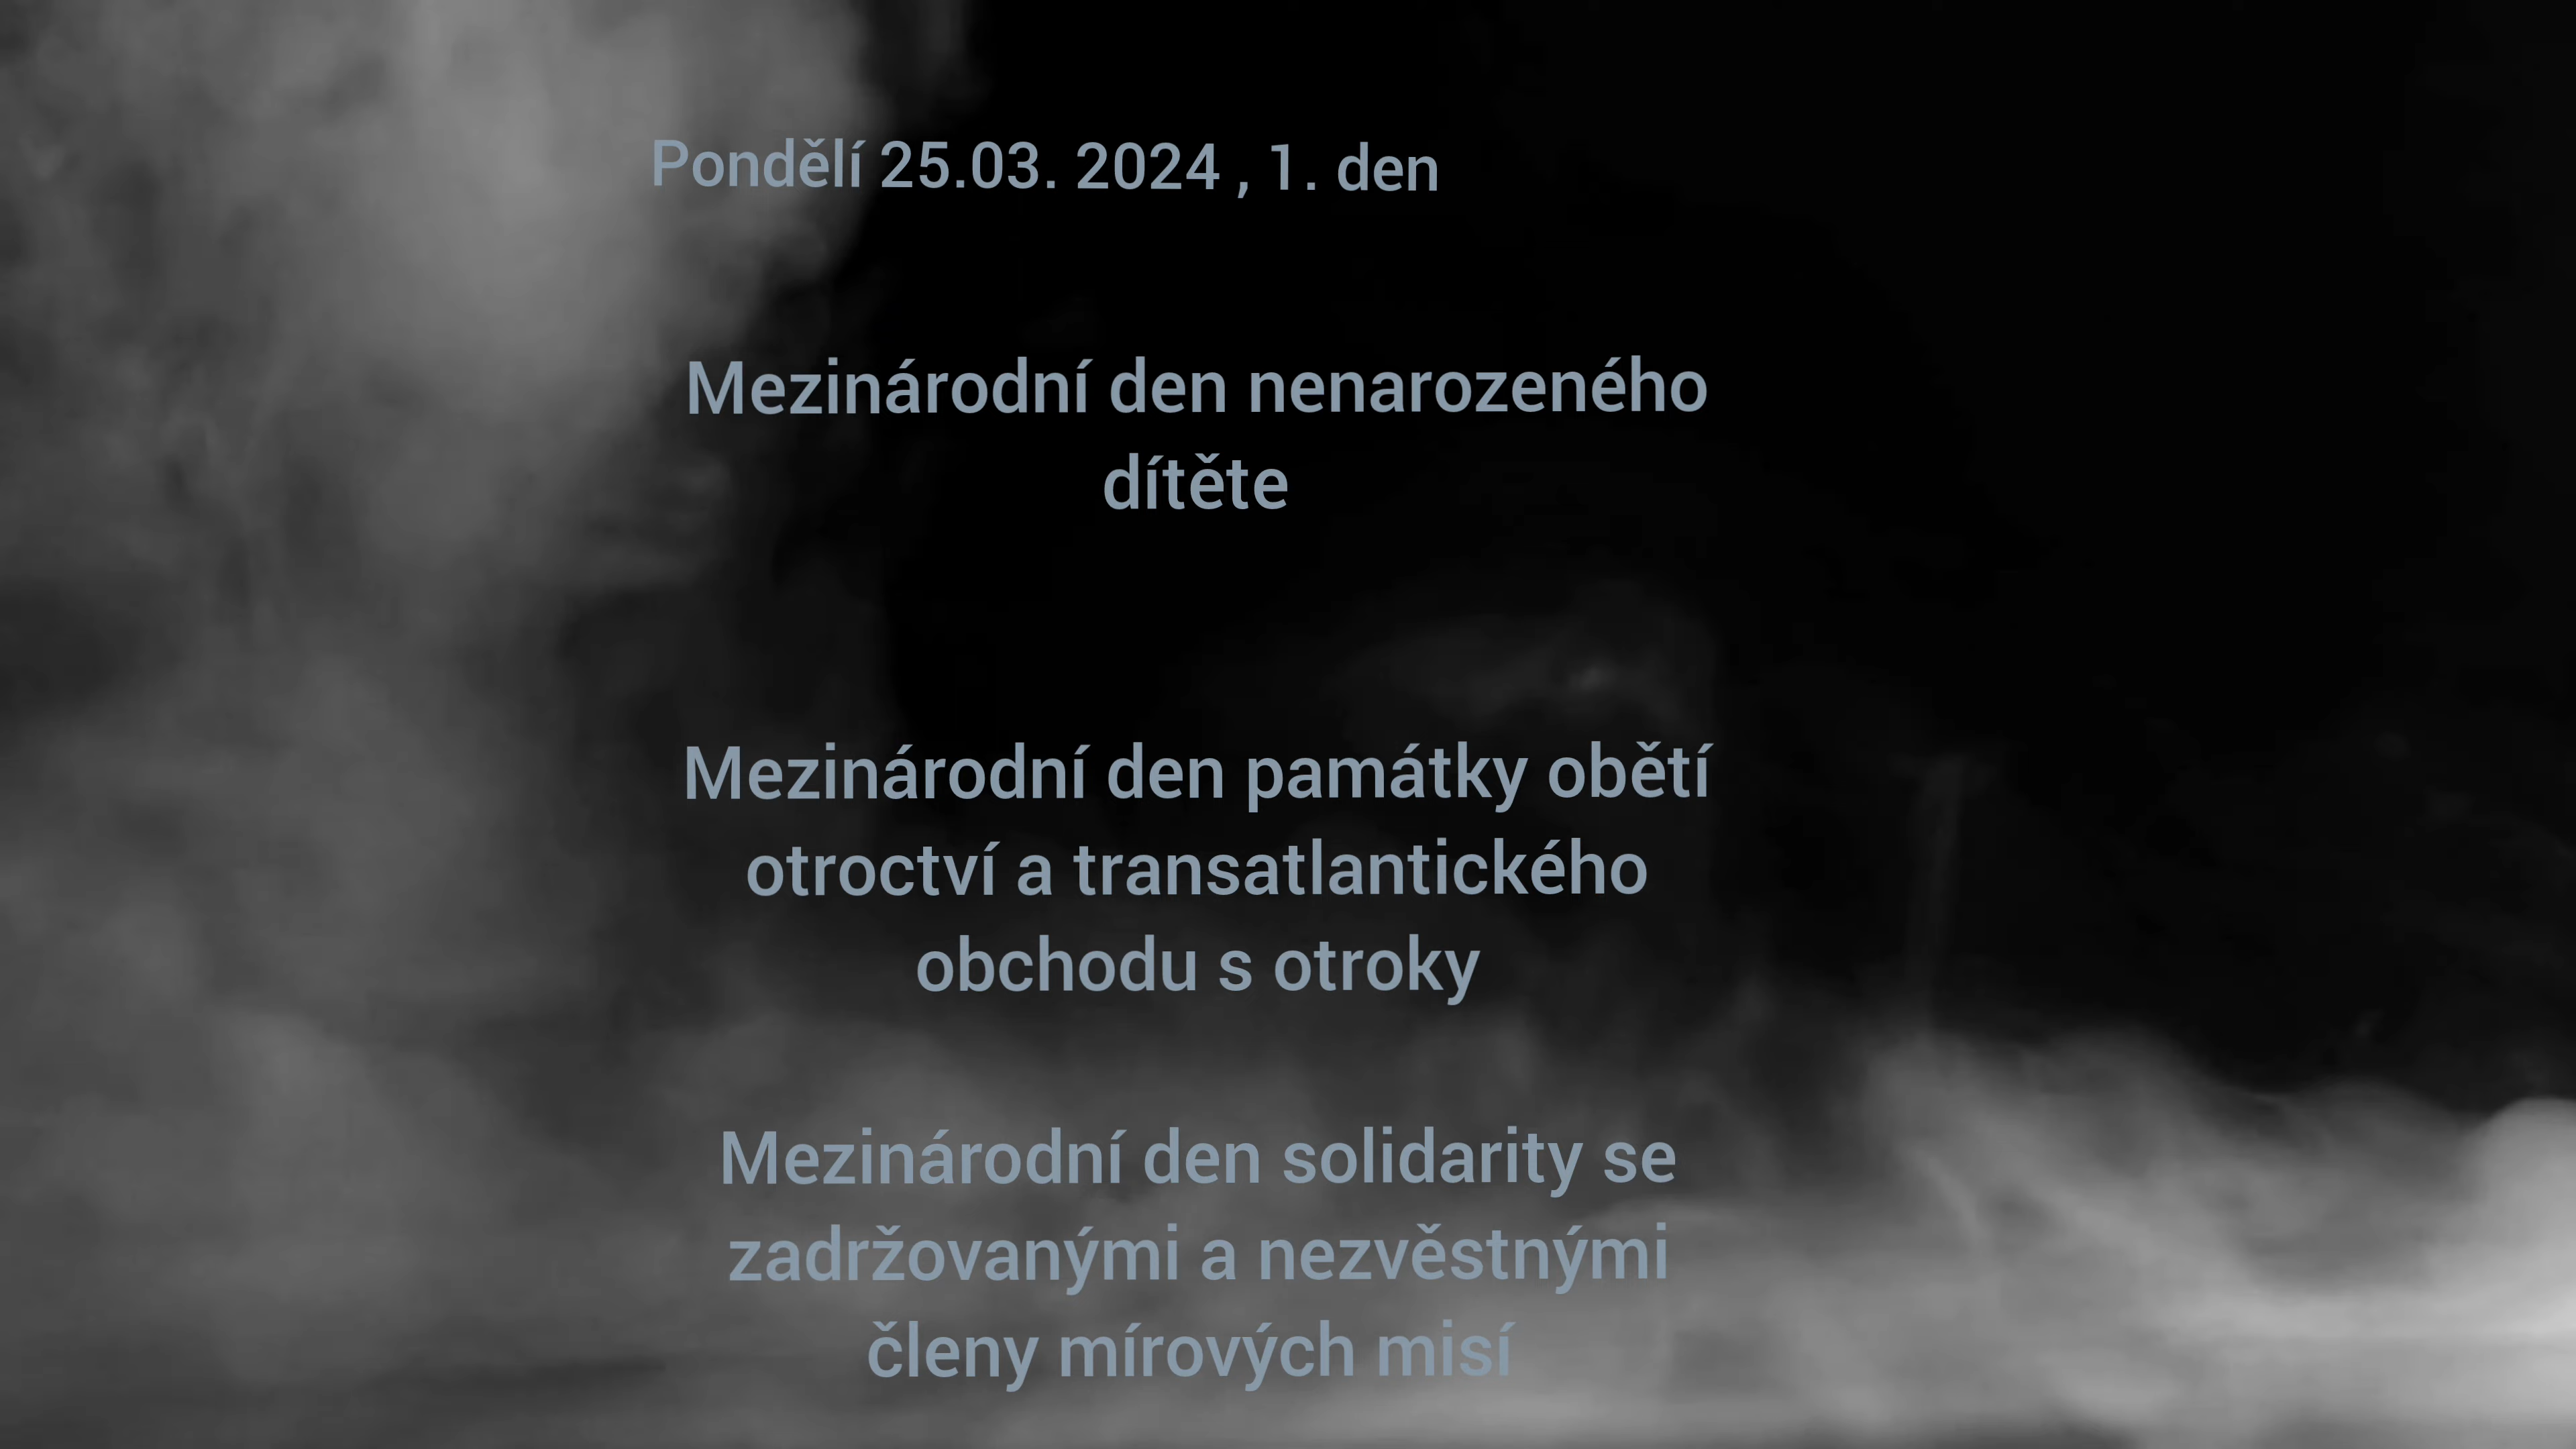 Pondělí 25.03. 2024 , 1. den
Mezinárodní den nenarozeného
dítěte
Mezinárodní den památky obětí
otroctví a transatlantického
obchodu s otroky
Mezinárodní den solidarity se
zadržovanými a nezvěstnými
členy mírových misí